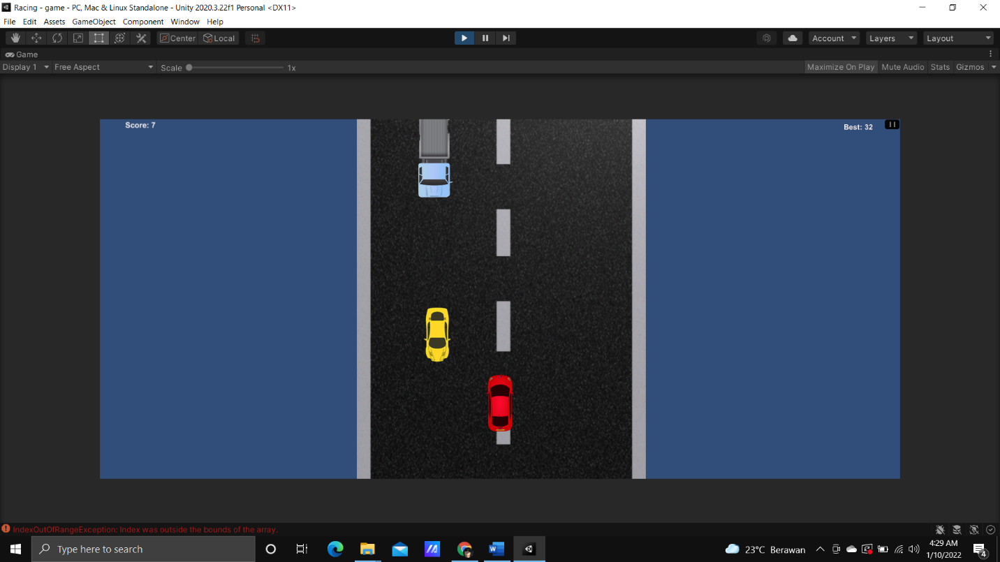 Racing - game - PC, Mac & Linux Standalone - Unity 2020.3.22f1 Personal <DX11>
File Edit Assets GameObject Component Window Help
Center Local Account Layers Layout
Game
Display 1 Free Aspect Scale 1x Maximize On Play Mute Audio Stats Gizmos
Score: 7
Best: 32
IndexOutOfRangeException: Index was outside the bounds of the array.
Type here to search
23°C Berawan
4:29 AM
1/10/2022
4